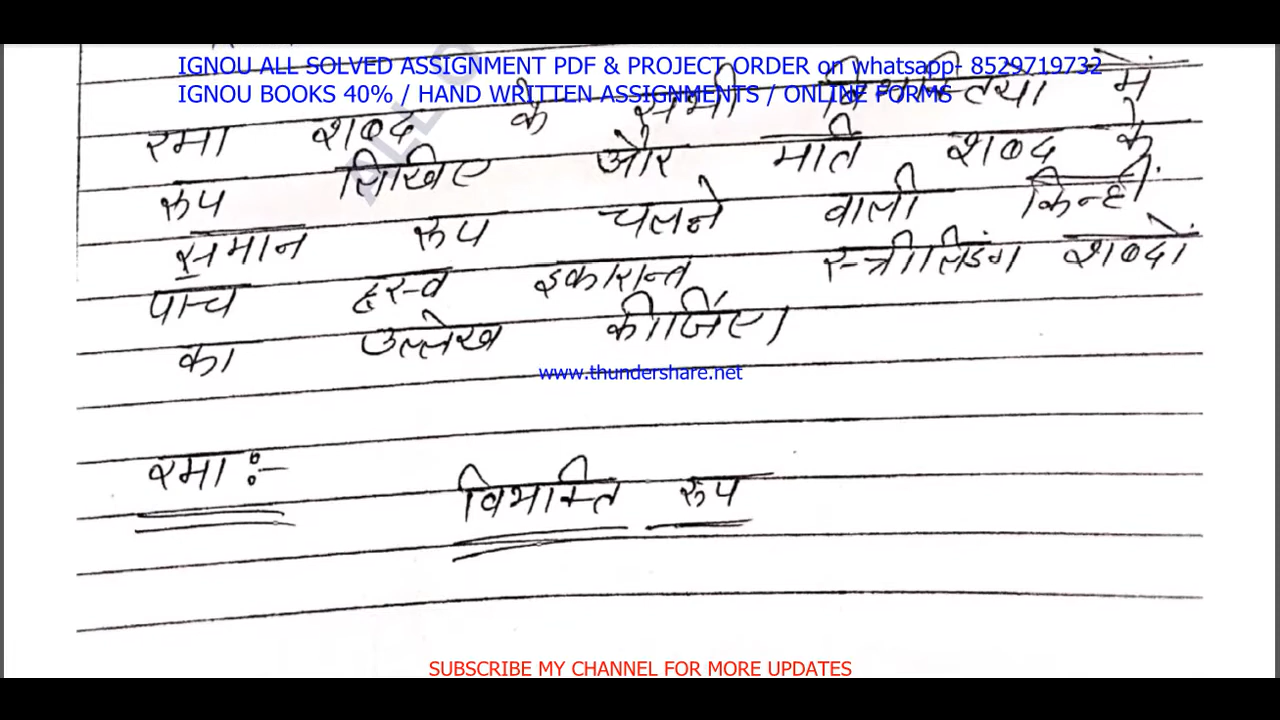 IGNOU ALL SOLVED ASSIGNMENT PDF & PROJECT ORDER on whatsapp- 8529719732
IGNOU BOOKS 40% / HAND WRITTEN ASSIGNMENTS / ONLINE FORMS
रमा शब्द के सभी विभक्तियो में
रूप लिखिए और मति शब्द के
समान रूप चलने वाली किन्हीं
पांच ह्रस्व इकारान्त स्त्रीलिंग शब्दों
का उल्लेख कीजिए।
www.thundershare.net
रमा :-
विभक्ति रूप
SUBSCRIBE MY CHANNEL FOR MORE UPDATES